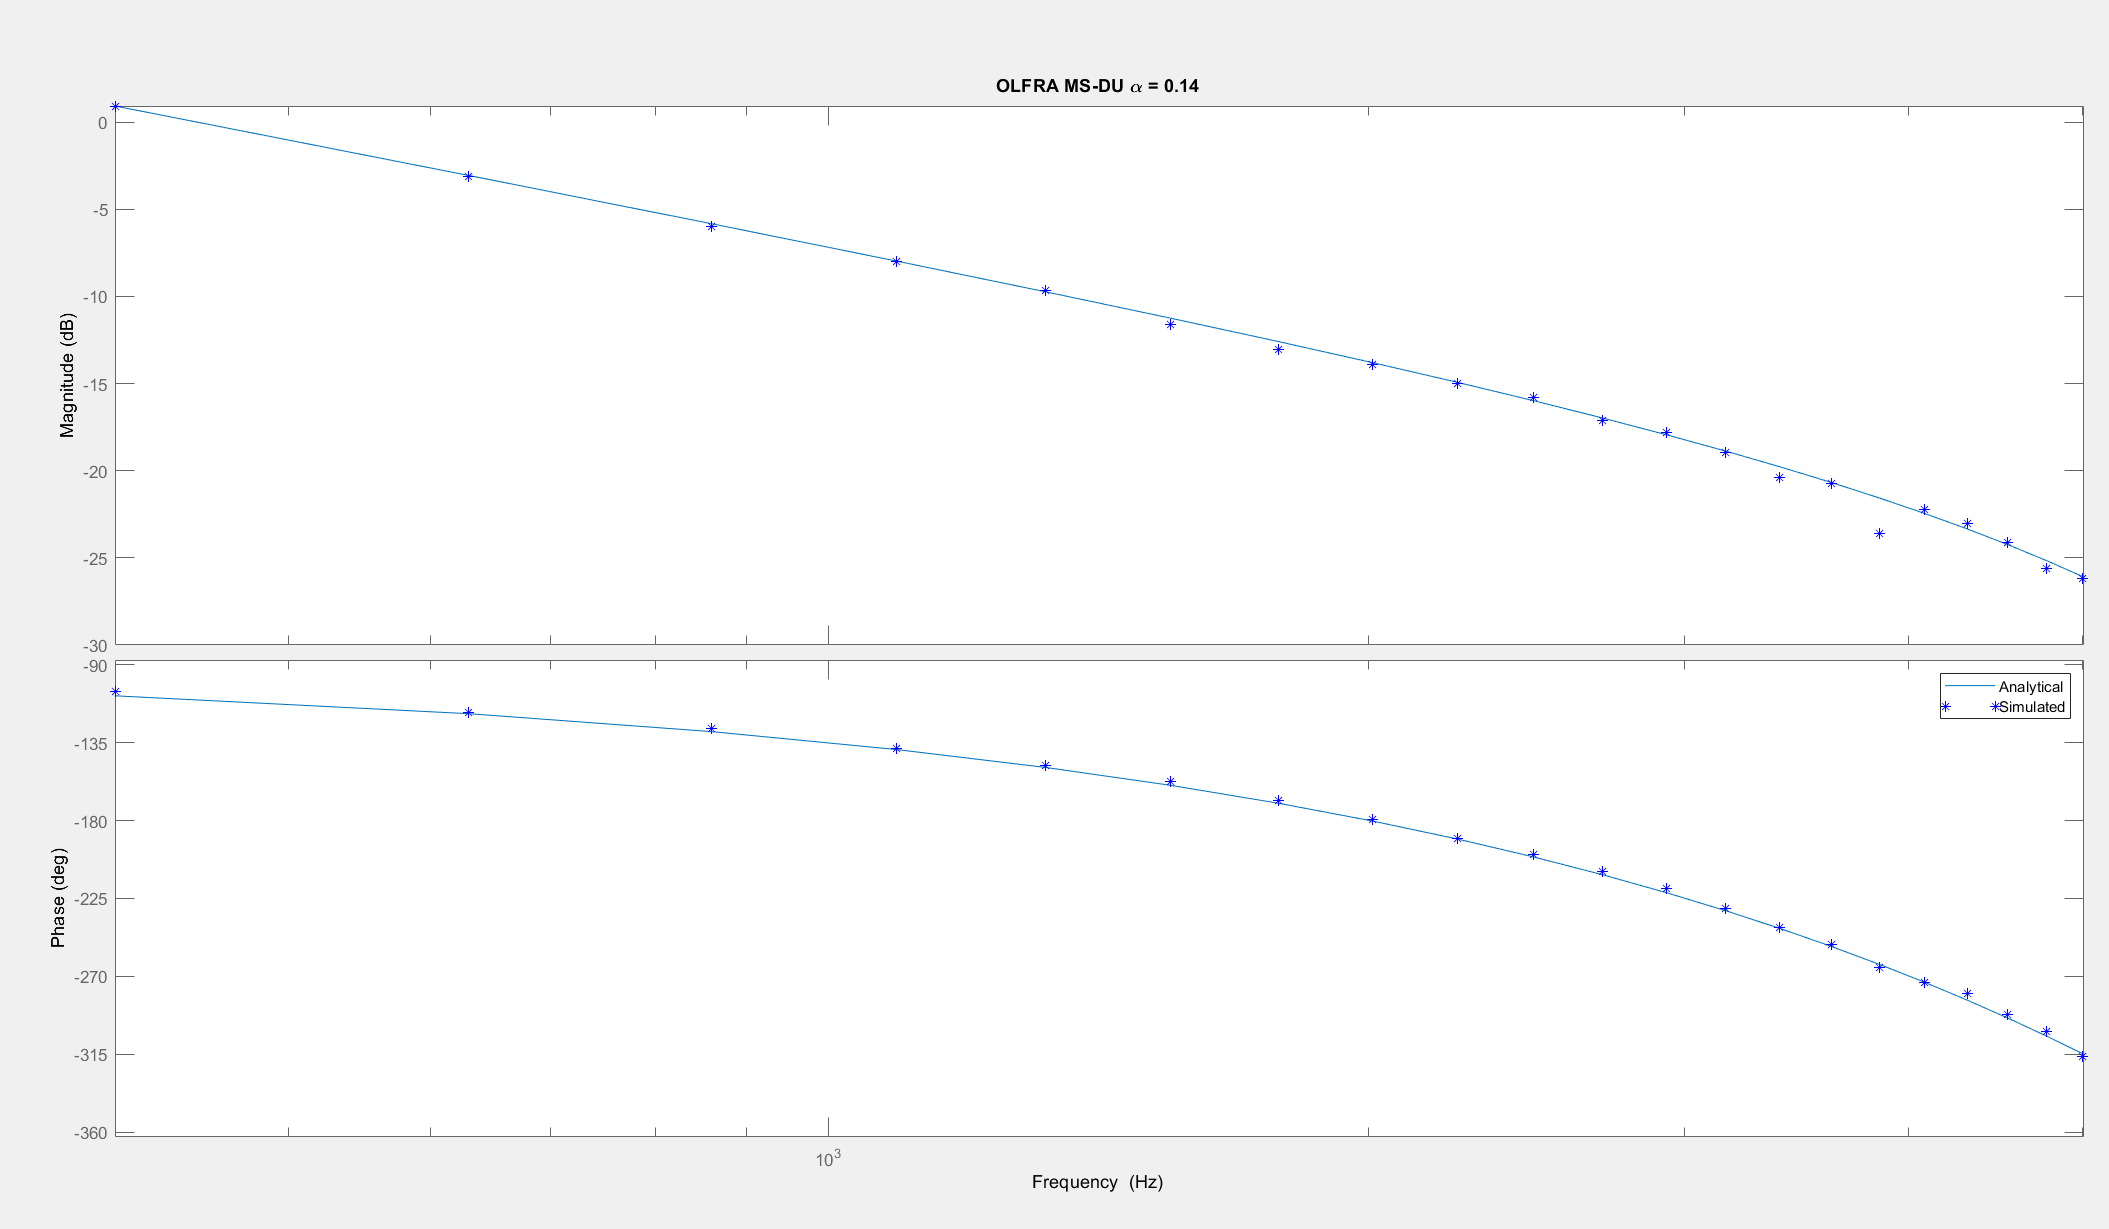 OLFRA MS-DU α = 0.14
0
-5
-10
-15
-20
-25
-30
Magnitude (dB)
-90
-135
-180
-225
-270
-315
-360
Phase (deg)
Analytical
Simulated
10³
Frequency (Hz)